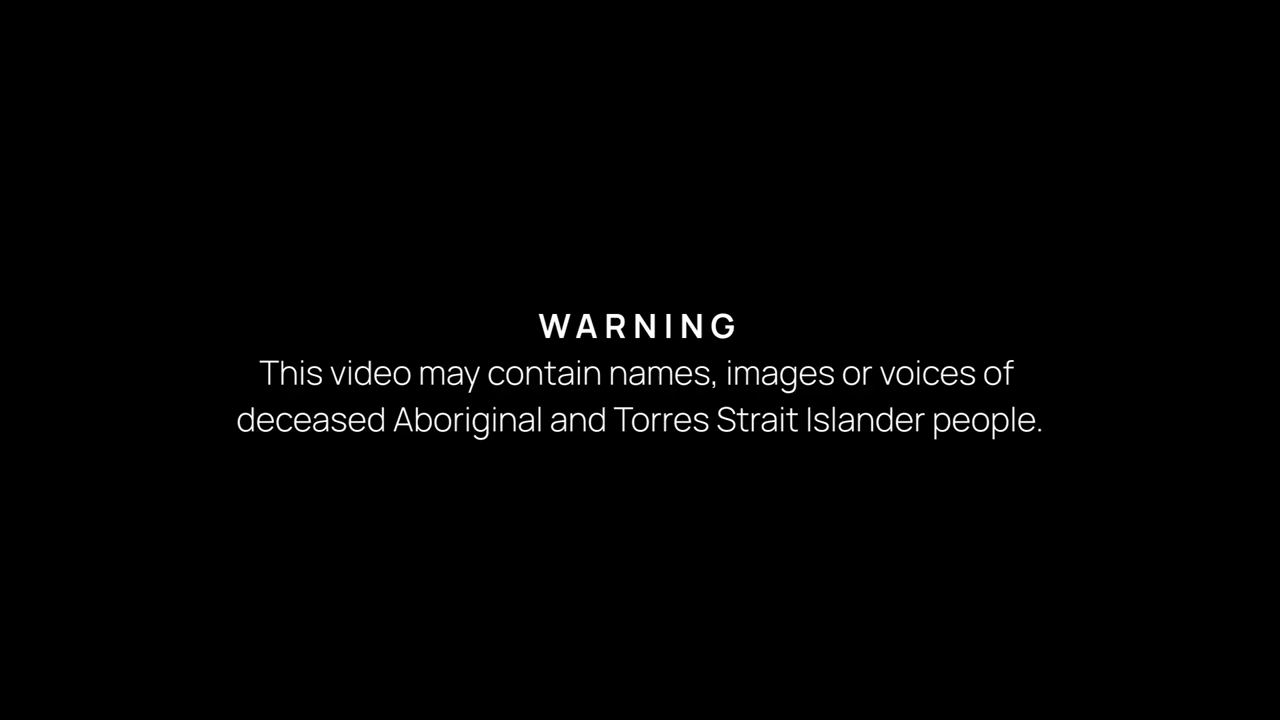 WARNING
This video may contain names, images or voices of
deceased Aboriginal and Torres Strait Islander people.